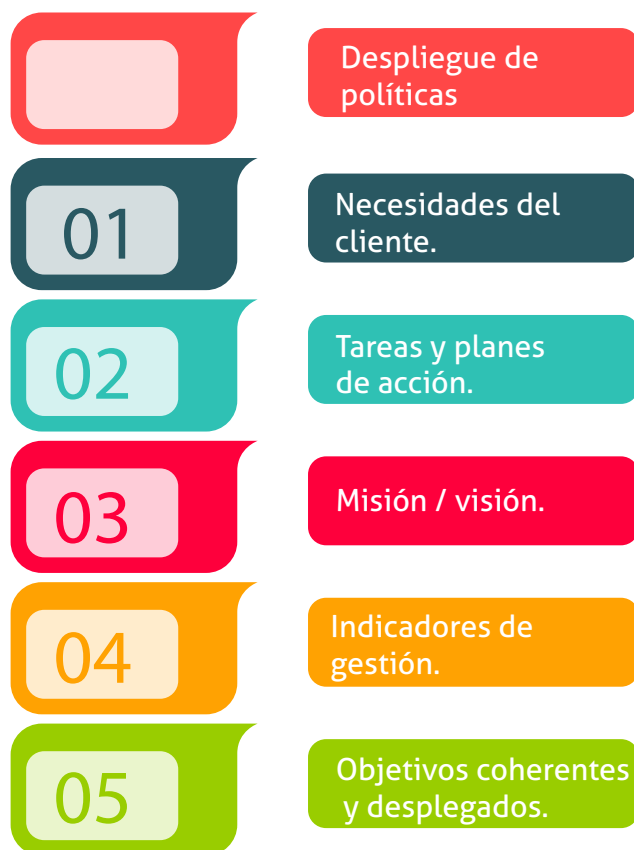 Despliegue de
políticas
01
Necesidades del
cliente.
02
Tareas y planes
de acción.
03
Misión / visión.
04
Indicadores de
gestión.
05
Objetivos coherentes
y desplegados.